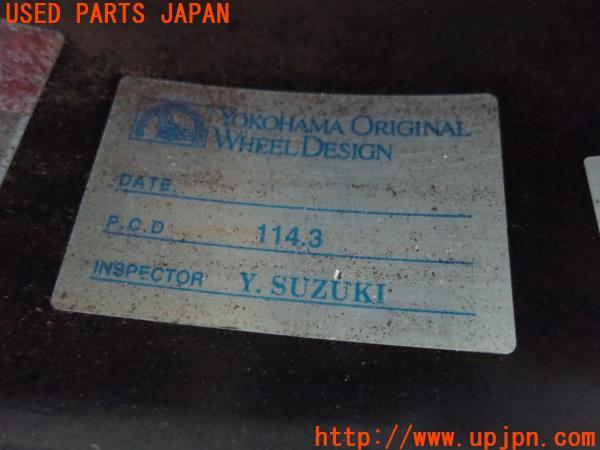 USED PARTS JAPAN
YOKOHAMA ORIGINAL
WHEEL DESIGN
DATE
P.C.D 114.3
INSPECTOR Y. SUZUKI
http://www.upjpn.com/